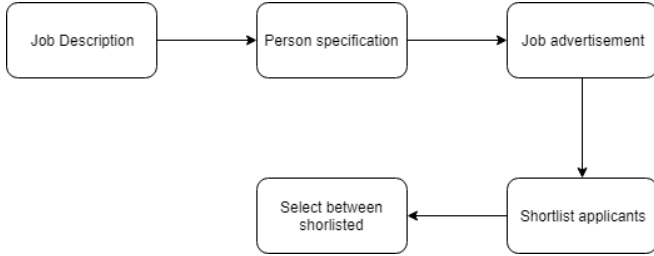 Job Description
Person specification
Job advertisement
Shortlist applicants
Select between
shorlisted